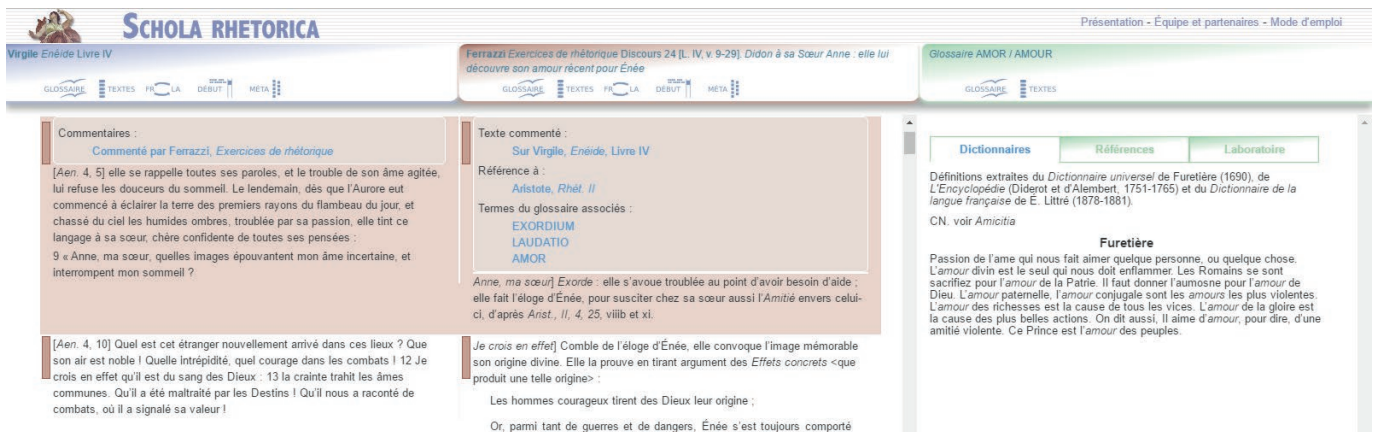 SCHOLA RHETORICA
Présentation - Équipe et partenaires - Mode d'emploi
Virgile Enéide Livre IV
GLOSSAIRE TEXTES FR LA DÉBUT META
Ferrazzi Exercices de rhétorique Discours 24 [L. IV, v. 9-29]. Didon à sa Sœur Anne : elle lui
découvre son amour récent pour Énée
GLOSSAIRE TEXTES FR LA DÉBUT META
Glossaire AMOR / AMOUR
GLOSSAIRE TEXTES
Commentaires :
Commenté par Ferrazzi, Exercices de rhétorique
[Aen. 4, 5] elle se rappelle toutes ses paroles, et le trouble de son âme agitée,
lui refuse les douceurs du sommeil. Le lendemain, dès que l'Aurore eut
commencé à éclairer la terre des premiers rayons du flambeau du jour, et
chassé du ciel les humides ombres, troublée par sa passion, elle tint ce
langage à sa sœur, chère confidente de toutes ses pensées :
9 « Anne, ma sœur, quelles images épouvantent mon âme incertaine, et
interrompent mon sommeil ?
[Aen. 4, 10] Quel est cet étranger nouvellement arrivé dans ces lieux ? Que
son air est noble ! Quelle intrépidité, quel courage dans les combats ! 12 Je
crois en effet qu'il est du sang des Dieux : 13 la crainte trahit les âmes
communes. Qu'il a été maltraité par les Destins ! Qu'il nous a raconté de
combats, où il a signalé sa valeur !
Texte commenté :
Sur Virgile, Enéide, Livre IV
Référence à :
Aristote, Rhét. II
Termes du glossaire associés :
EXORDIUM
LAUDATIO
AMOR
Anne, ma sœur] Exorde : elle s'avoue troublée au point d'avoir besoin d'aide ;
elle fait l'éloge d'Énée, pour susciter chez sa sœur aussi l'Amitié envers celui-
ci, d'après Arist., II, 4, 25, viiib et xi.
Je crois en effet] Comble de l'éloge d'Énée, elle convoque l'image mémorable
son origine divine. Elle la prouve en tirant argument des Effets concrets <que
produit une telle origine> :
Les hommes courageux tirent des Dieux leur origine ;
Or, parmi tant de guerres et de dangers, Énée s'est toujours comporté
Dictionnaires Références Laboratoire
Définitions extraites du Dictionnaire universel de Furetière (1690), de
L'Encyclopédie (Diderot et d'Alembert, 1751-1765) et du Dictionnaire de la
langue française de E. Littré (1878-1881).
CN. voir Amicitia
Furetière
Passion de l'ame qui nous fait aimer quelque personne, ou quelque chose.
L'amour divin est le seul qui nous doit enflammer. Les Romains se sont
sacrifiez pour l'amour de la Patrie. Il faut donner l'aumosne pour l'amour de
Dieu. L'amour paternelle, l'amour conjugale sont les amours les plus violentes.
L'amour des richesses est la cause de tous les vices. L'amour de la gloire est
la cause des plus belles actions. On dit aussi, Il aime d'amour, pour dire, d'une
amitié violente. Ce Prince est l'amour des peuples.